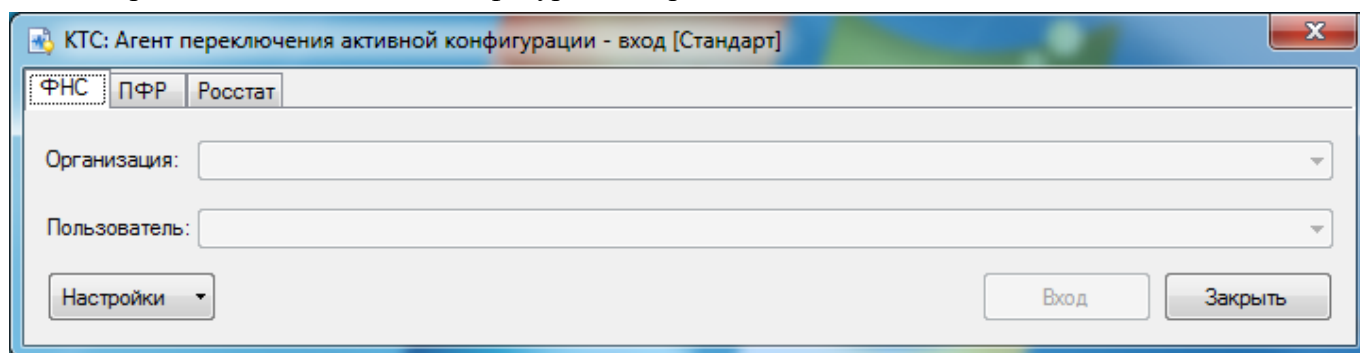 КТС: Агент переключения активной конфигурации - вход [Стандарт]
ФНС ПФР Росстат
Организация:
Пользователь:
Настройки Вход Закрыть